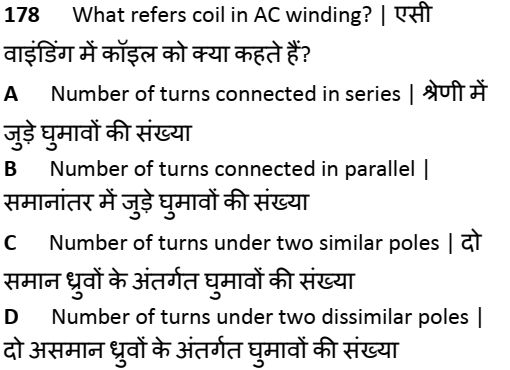 178 What refers coil in AC winding? | एसी
वाइंडिंग में कॉइल को क्या कहते हैं?
A Number of turns connected in series | श्रेणी में
जुड़े घुमावों की संख्या
B Number of turns connected in parallel |
समानांतर में जुड़े घुमावों की संख्या
C Number of turns under two similar poles | दो
समान ध्रुवों के अंतर्गत घुमावों की संख्या
D Number of turns under two dissimilar poles |
दो असमान ध्रुवों के अंतर्गत घुमावों की संख्या